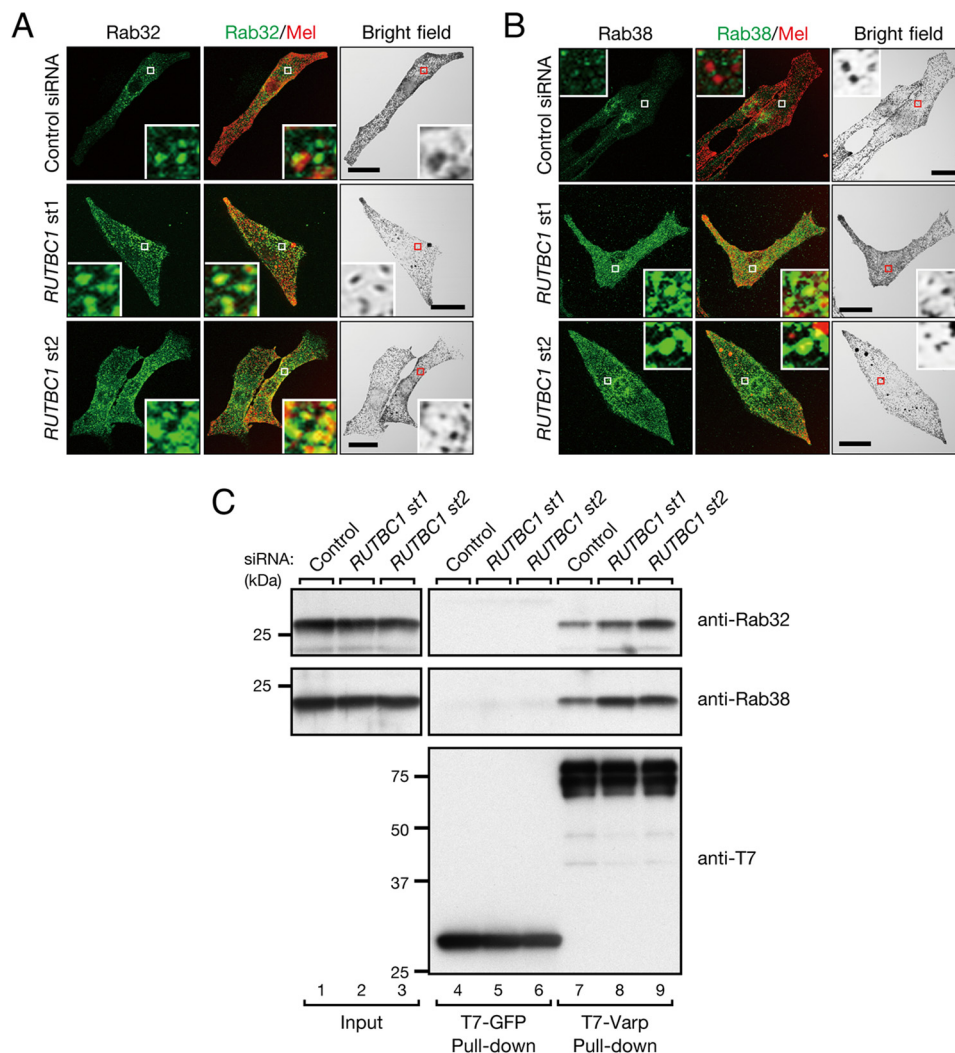 A
Rab32
Rab32/Mel
Bright field
Control siRNA
RUTBC1 st1
RUTBC1 st2
B
Rab38
Rab38/Mel
Bright field
Control siRNA
RUTBC1 st1
RUTBC1 st2
C
siRNA:
Control
RUTBC1 st1
RUTBC1 st2
Control
RUTBC1 st1
RUTBC1 st2
Control
RUTBC1 st1
RUTBC1 st2
(kDa)
25
anti-Rab32
25
anti-Rab38
75
50
37
25
anti-T7
1 2 3 4 5 6 7 8 9
Input
T7-GFP
Pull-down
T7-Varp
Pull-down